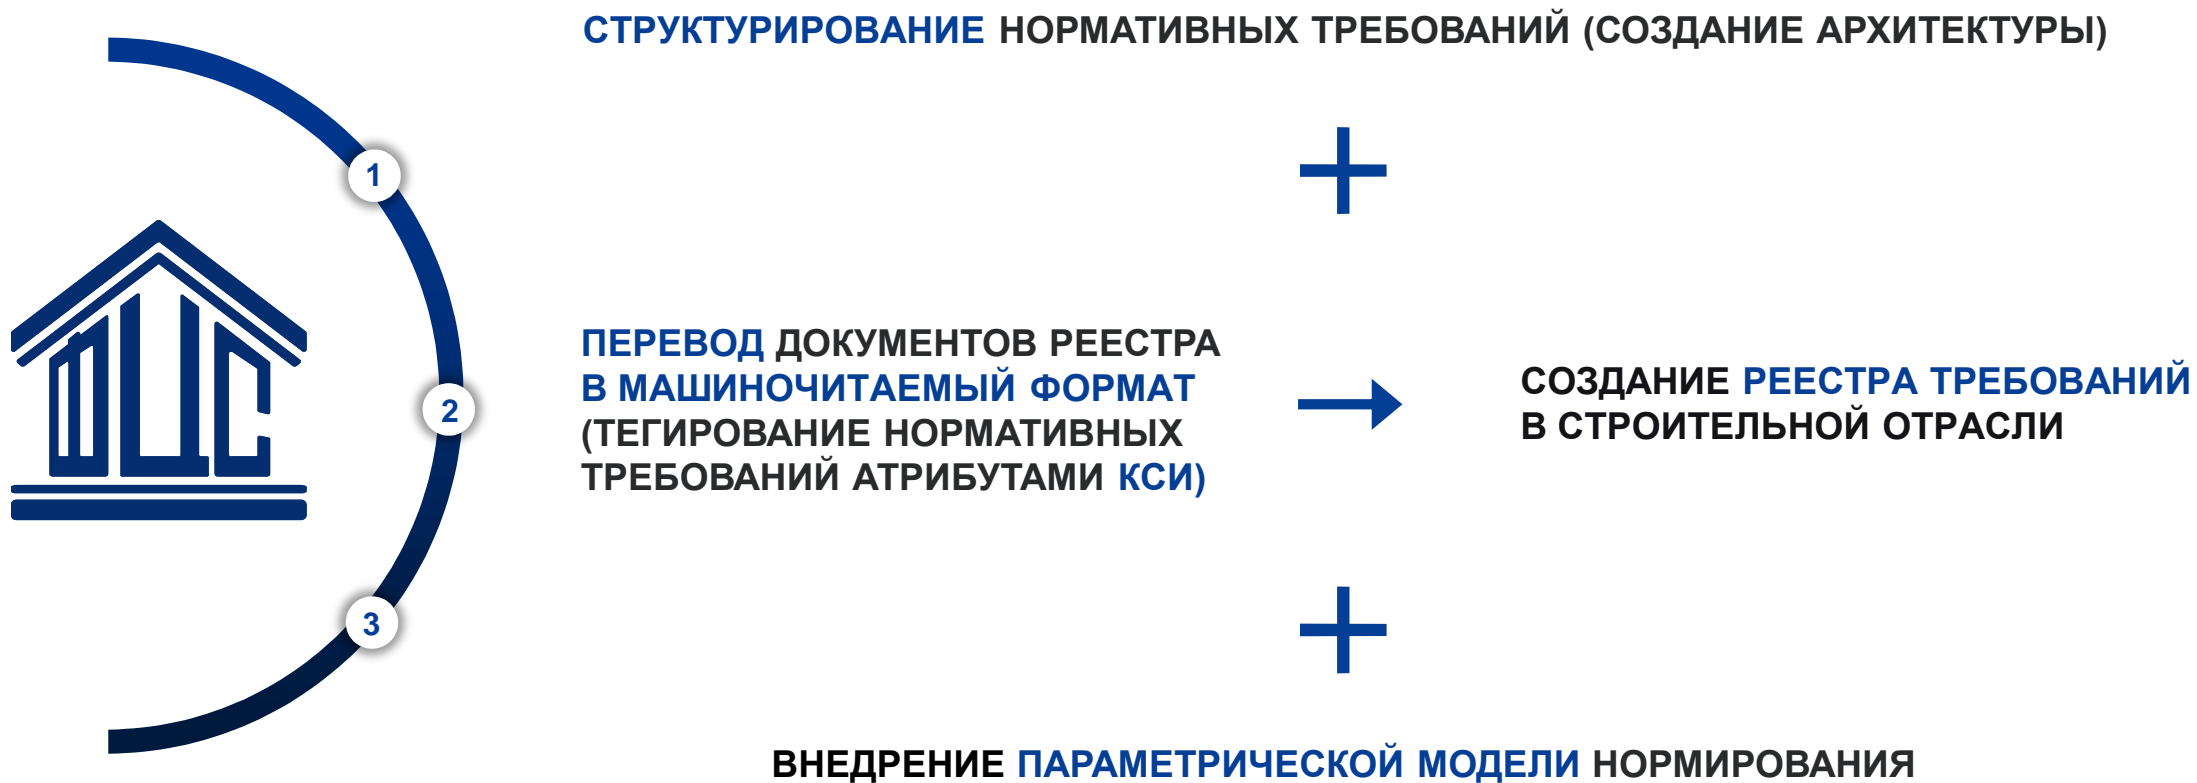 СТРУКТУРИРОВАНИЕ НОРМАТИВНЫХ ТРЕБОВАНИЙ (СОЗДАНИЕ АРХИТЕКТУРЫ)
1
ФЦС
2
3
ПЕРЕВОД ДОКУМЕНТОВ РЕЕСТРА
В МАШИНОЧИТАЕМЫЙ ФОРМАТ
(ТЕГИРОВАНИЕ НОРМАТИВНЫХ
ТРЕБОВАНИЙ АТРИБУТАМИ КСИ)
СОЗДАНИЕ РЕЕСТРА ТРЕБОВАНИЙ
В СТРОИТЕЛЬНОЙ ОТРАСЛИ
ВНЕДРЕНИЕ ПАРАМЕТРИЧЕСКОЙ МОДЕЛИ НОРМИРОВАНИЯ